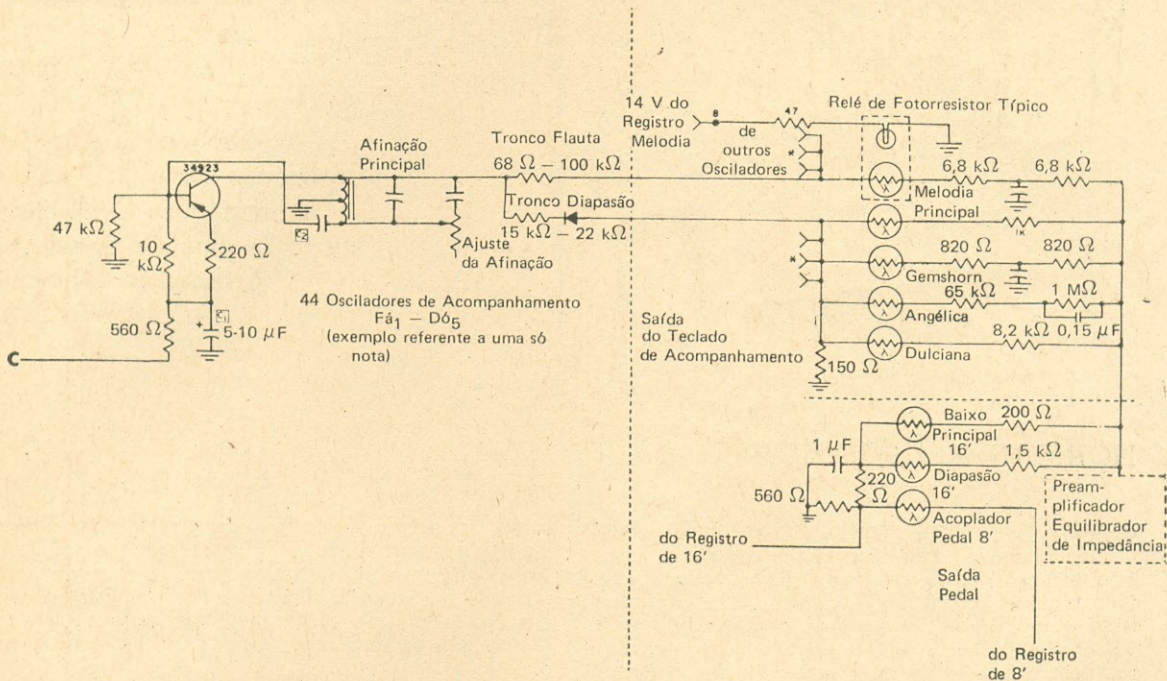 34923
47 kΩ
10
kΩ
220 Ω
560 Ω
C1
+
5-10 μF
C
C2
Afinação
Principal
Tronco Flauta
68 Ω – 100 kΩ
Tronco Diapasão
15 kΩ – 22 kΩ
Ajuste
da Afinação
44 Osciladores de Acompanhamento
Fá1 – Dó5
(exemplo referente a uma só
nota)
14 V do
Registro
Melodia
8
47
de
outros
Osciladores
*
Relé de Fotorresistor Típico
λ
6,8 kΩ
6,8 kΩ
Melodia
Principal
λ
1K
*
820 Ω
820 Ω
λ
Gemshorn
65 kΩ
1 MΩ
λ
Angélica
8,2 kΩ
0,15 μF
λ
Dulciana
Saída
do Teclado
de Acompanhamento
150 Ω
λ
Baixo
Principal
16'
200 Ω
1 μF
λ
Diapasão
16'
1,5 kΩ
220
Ω
560 Ω
λ
Acoplador
Pedal 8'
Pream-
plificador
Equilibrador
de Impedância
do Registro
de 16'
Saída
Pedal
do Registro
de 8'